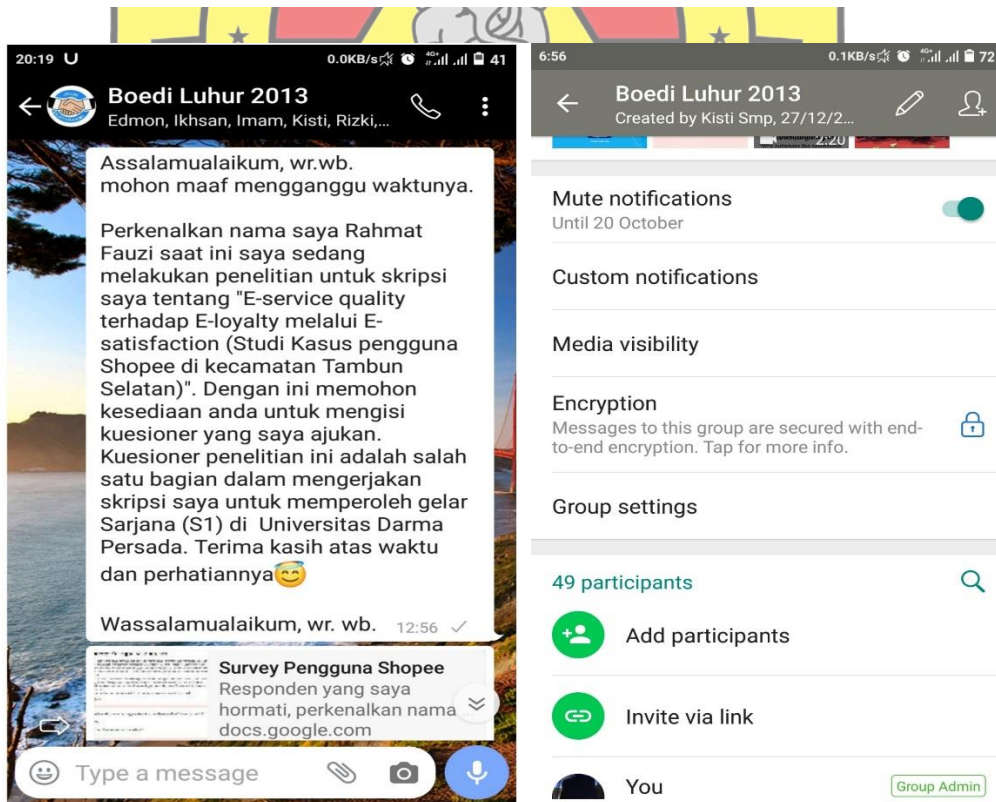 20:19 U 0.0KB/s 4G+ 41
Boedi Luhur 2013
Edmon, Ikhsan, Imam, Kisti, Rizki,...
Assalamualaikum, wr.wb.
mohon maaf mengganggu waktunya.
Perkenalkan nama saya Rahmat
Fauzi saat ini saya sedang
melakukan penelitian untuk skripsi
saya tentang "E-service quality
terhadap E-loyalty melalui E-
satisfaction (Studi Kasus pengguna
Shopee di kecamatan Tambun
Selatan)". Dengan ini memohon
kesediaan anda untuk mengisi
kuesioner yang saya ajukan.
Kuesioner penelitian ini adalah salah
satu bagian dalam mengerjakan
skripsi saya untuk memperoleh gelar
Sarjana (S1) di Universitas Darma
Persada. Terima kasih atas waktu
dan perhatiannya😇
Wassalamualaikum, wr. wb. 12:56
Survey Pengguna Shopee
Responden yang saya
hormati, perkenalkan nama
docs.google.com
Type a message
6:56 0.1KB/s 4G+ 72
Boedi Luhur 2013
Created by Kisti Smp, 27/12/2...
2:20
Mute notifications
Until 20 October
Custom notifications
Media visibility
Encryption
Messages to this group are secured with end-
to-end encryption. Tap for more info.
Group settings
49 participants
Add participants
Invite via link
You Group Admin